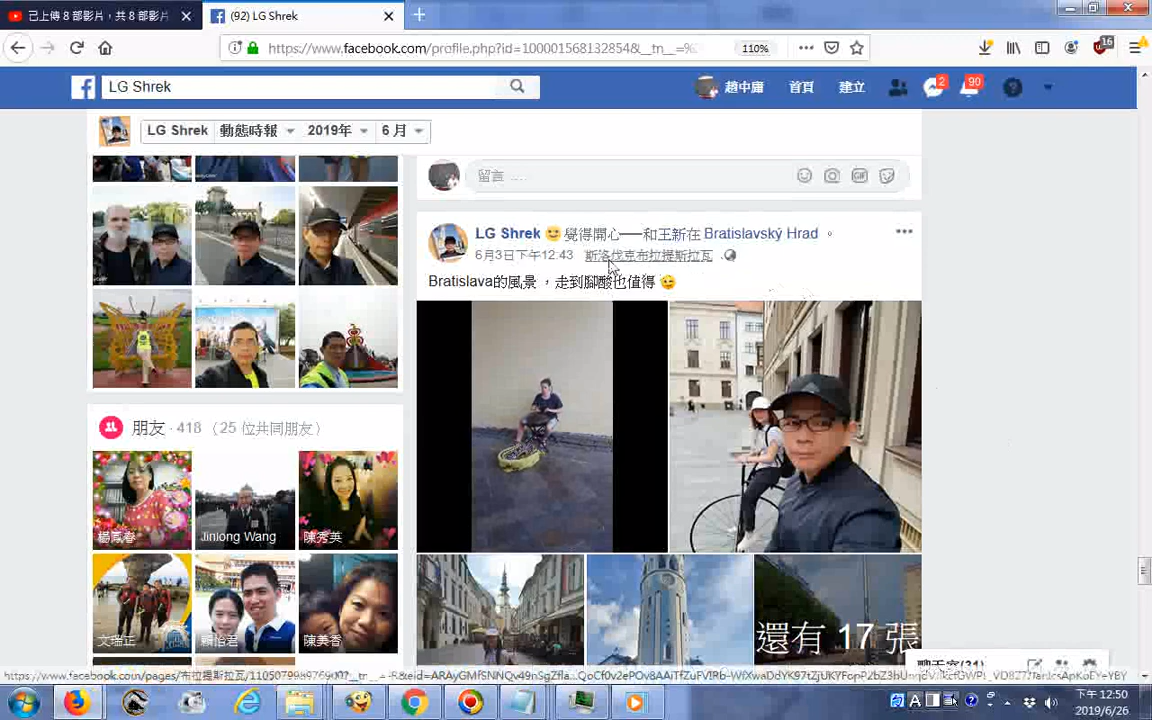 已上傳 8 部影片，共 8 部影片
(92) LG Shrek
https://www.facebook.com/profile.php?id=100001568132854&__tn__=%
110%
16
LG Shrek
趙中庸
首頁
建立
2
90
LG Shrek 動態時報 2019年 6 月
留言 ....
GIF
LG Shrek 覺得開心──和王新在 Bratislavský Hrad 。
6月3日下午12:43 斯洛伐克布拉提斯拉瓦
Bratislava的風景 ，走到腳酸也值得
朋友 · 418 （25 位共同朋友）
楊鳳春
Jinlong Wang
陳秀英
文瑞正
賴怡君
陳美香
還有 17 張
聊天室(31)
下午 12:50
2019/6/26